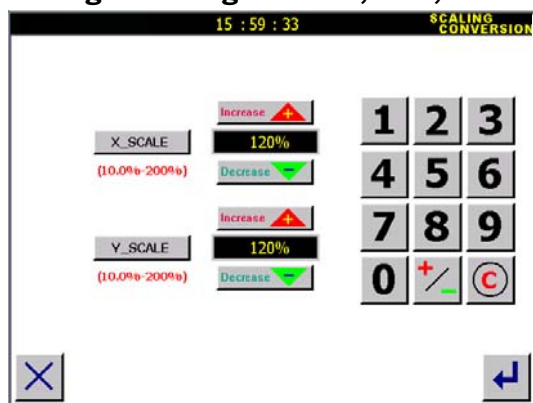 15 : 59 : 33
SCALING
CONVERSION
Increase +
X_SCALE
120%
(10.0%-200%)
Decrease −
Increase +
Y_SCALE
120%
(10.0%-200%)
Decrease −
1 2 3
4 5 6
7 8 9
0 +/− C